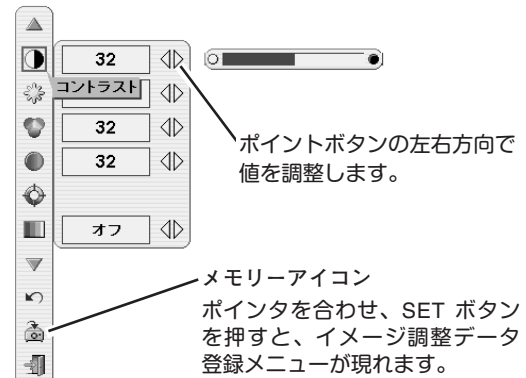 32
コントラスト
32
32
オフ
ポイントボタンの左右方向で
値を調整します。
メモリーアイコン
ポインタを合わせ、SET ボタン
を押すと、イメージ調整データ
登録メニューが現れます。